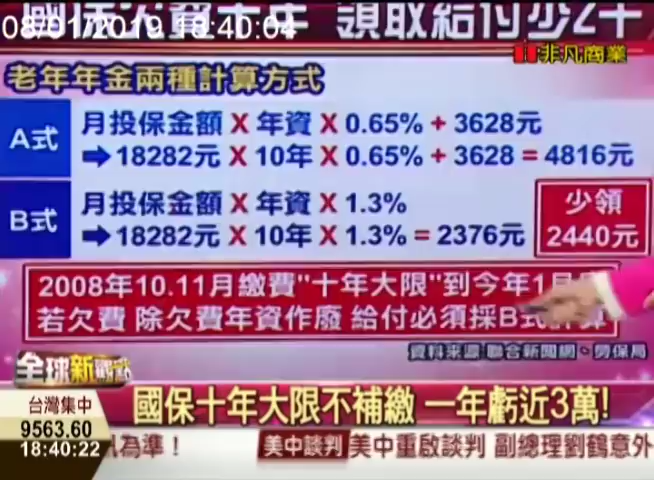 國保欠費十年 領取給付少2千
08/01/2019 18:40:04
非凡商業
老年年金兩種計算方式
A式
月投保金額 X 年資 X 0.65% + 3628元
➡18282元 X 10年 X 0.65% + 3628 = 4816元
B式
月投保金額 X 年資 X 1.3%
➡18282元 X 10年 X 1.3% = 2376元
少領
2440元
2008年10.11月繳費"十年大限"到今年1月
若欠費 除欠費年資作廢 給付必須採B式計算
資料來源:聯合新聞網、勞保局
全球新觀點
國保十年大限不補繳 一年虧近3萬!
台灣集中
9563.60
18:40:22
為準！
美中談判 美中重啟談判 副總理劉鶴意外